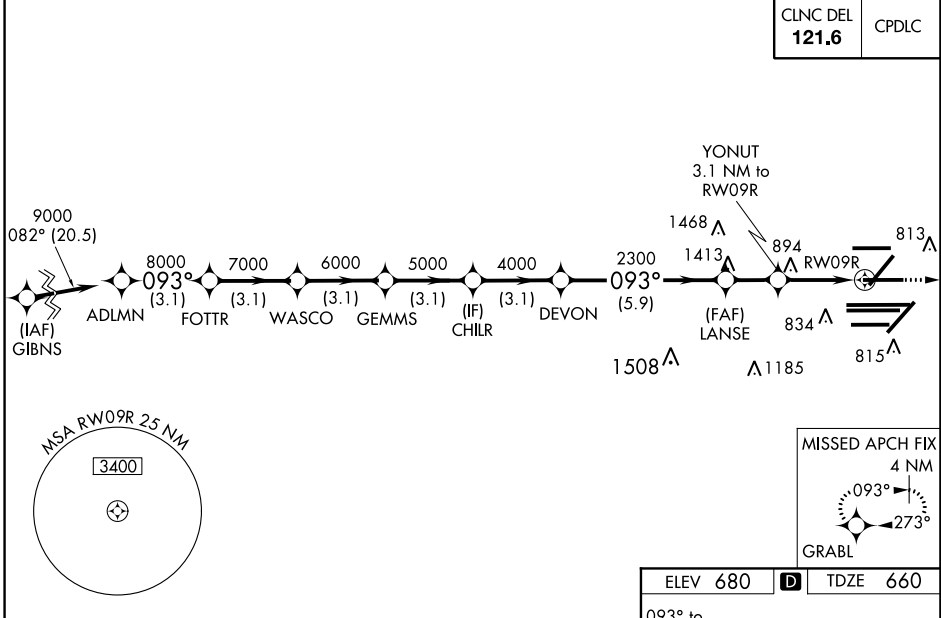 CLNC DEL
121.6
CPDLC
YONUT
3.1 NM to
RW09R
9000
082° (20.5)
1468
1413
894
RW09R
813
8000
093°
(3.1)
7000
(3.1)
6000
(3.1)
5000
(3.1)
4000
(3.1)
2300
093°
(5.9)
(IAF)
GIBNS
ADLMN
FOTTR
WASCO
GEMMS
(IF)
CHILR
DEVON
(FAF)
LANSE
834
815
1508
1185
MSA RW09R 25 NM
3400
MISSED APCH FIX
4 NM
093°
273°
GRABL
ELEV 680
D
TDZE 660
093° to